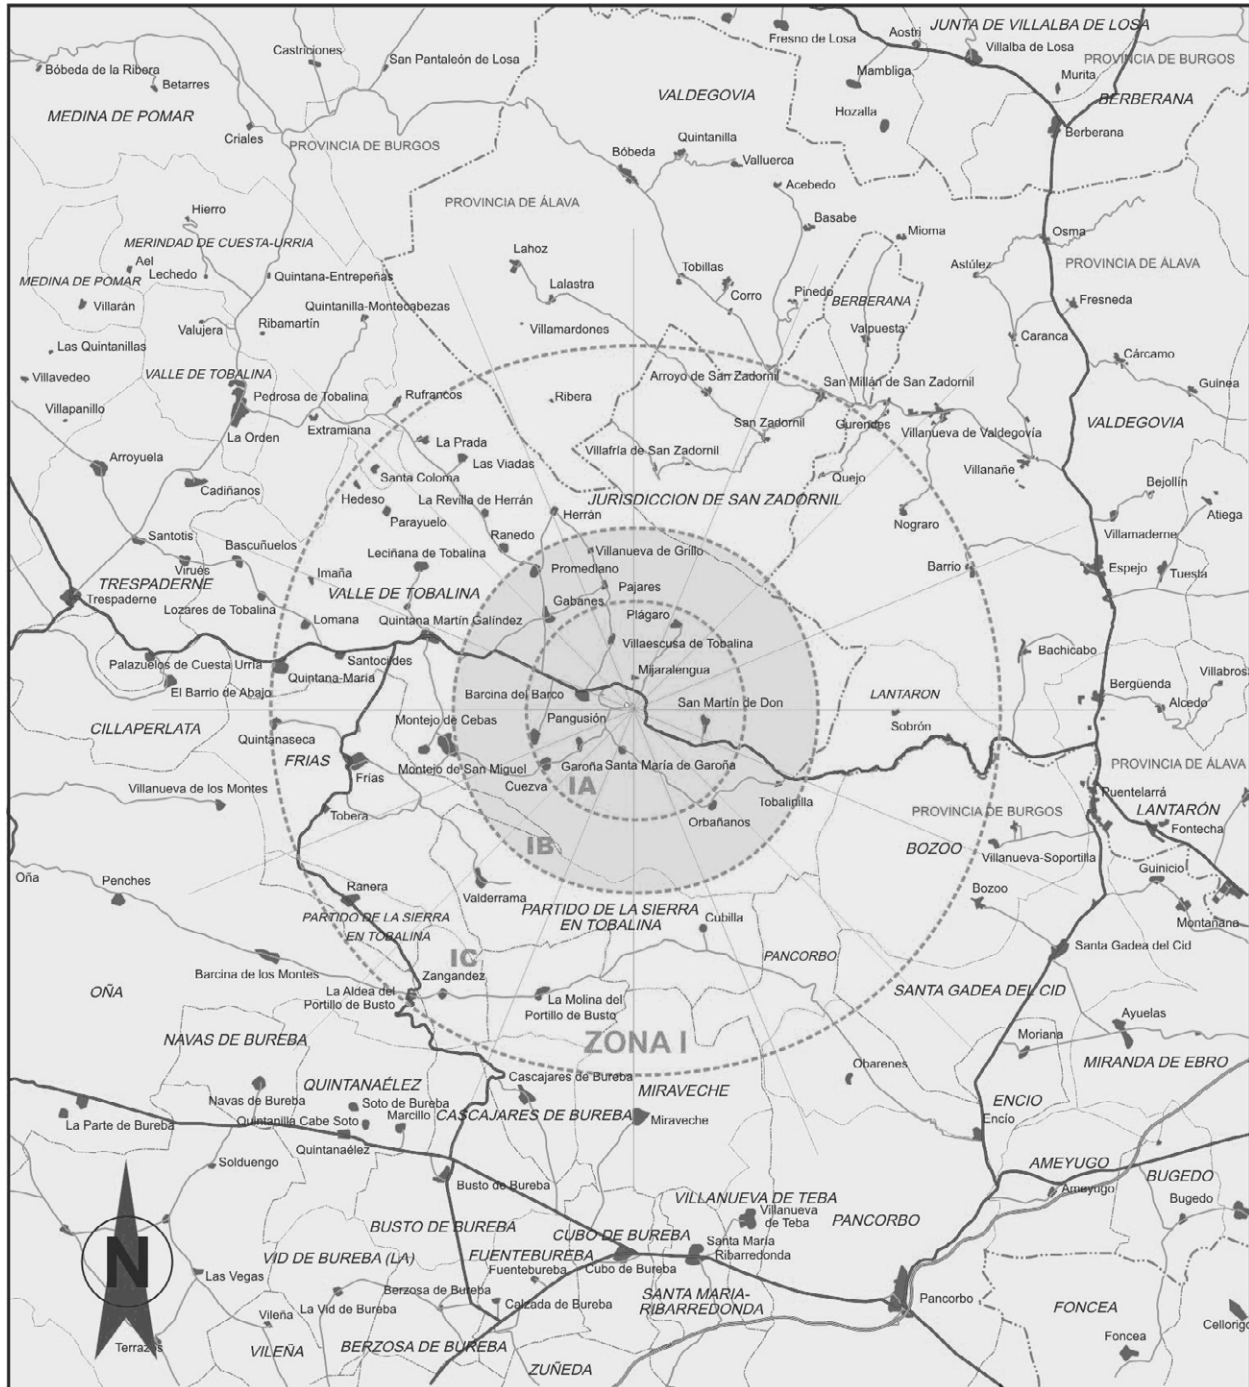 JUNTA DE VILLALBA DE LOSA
Fresno de Losa
Aostri
Villalba de Losa
Castriciones
San Pantaleón de Losa
PROVINCIA DE BURGOS
Bóbeda de la Ribera
Betarres
Mambliga
Murita
VALDEGOVIA
BERBERANA
MEDINA DE POMAR
Hozalla
Criales
Berberana
PROVINCIA DE BURGOS
Quintanilla
Bóbeda
Valluerca
Acebedo
PROVINCIA DE ÁLAVA
Hierro
Basabe
Mioma
Osma
MERINDAD DE CUESTA-URRIA
Lahoz
Ael
Lechedo
MEDINA DE POMAR
Quintana-Entrepeñas
Tobillas
Astúlez
PROVINCIA DE ÁLAVA
Lalastra
Corro
Pinedo
BERBERANA
Fresneda
Villarán
Quintanilla-Montecabezas
Valujera
Ribamartín
Villamardones
Valpuesta
Caranca
Las Quintanillas
Cárcamo
VALLE DE TOBALINA
Villavedeo
Arroyo de San Zadornil
San Millán de San Zadornil
Guinea
Pedrosa de Tobalina
Rufrancos
Ribera
Villapanillo
San Zadornil
Gurendes
VALDEGOVIA
La Orden
Extramiana
Villanueva de Valdegovía
La Prada
Arroyuela
Las Viadas
Villafría de San Zadornil
Villanañe
Santa Coloma
Quejo
Cadiñanos
Hedeso
La Revilla de Herrán
JURISDICCION DE SAN ZADORNIL
Bejollín
Parayuelo
Herrán
Nograro
Atiega
Santotis
Ranedo
Villamaderne
Bascuñuelos
Leciñana de Tobalina
Villanueva de Grillo
Virués
Promediano
Barrio
Espejo
Tuesta
TRESPADERNE
Imaña
VALLE DE TOBALINA
Pajares
Trespaderne
Lozares de Tobalina
Gabanes
Plágaro
Lomana
Quintana Martín Galíndez
Villaescusa de Tobalina
Bachicabo
Palazuelos de Cuesta Urria
Santocildes
Mijaralengua
Quintana-María
El Barrio de Abajo
Barcina del Barco
LANTARON
Bergüenda
Villabros
San Martín de Don
Alcedo
CILLAPERLATA
Montejo de Cebas
Pangusión
Sobrón
Quintanaseca
FRIAS
Montejo de San Miguel
Garoña
Santa María de Garoña
PROVINCIA DE ÁLAVA
Frías
Cuezva
IA
Tobalinilla
Puentelarrá
Villanueva de los Montes
Tobera
Orbañanos
PROVINCIA DE BURGOS
LANTARÓN
Fontecha
IB
BOZOO
Villanueva-Soportilla
Oña
Penches
Guinicio
Ranera
Valderrama
Bozoo
PARTIDO DE LA SIERRA
EN TOBALINA
PARTIDO DE LA SIERRA
EN TOBALINA
Cubilla
Montañana
Santa Gadea del Cid
IC
PANCORBO
Barcina de los Montes
Zangandez
OÑA
La Aldea del
Portillo de Busto
La Molina del
Portillo de Busto
SANTA GADEA DEL CID
Ayuelas
NAVAS DE BUREBA
ZONA I
Moriana
Obarenes
MIRANDA DE EBRO
Cascajares de Bureba
QUINTANAÉLEZ
MIRAVECHE
Navas de Bureba
Soto de Bureba
ENCIO
La Parte de Bureba
Quintanilla Cabe Soto
Marcillo
CASCAJARES DE BUREBA
Miraveche
Encío
Quintanaélez
Solduengo
AMEYUGO
Busto de Bureba
Ameyugo
BUGEDO
VILLANUEVA DE TEBA
Bugedo
BUSTO DE BUREBA
Villanueva
de Teba
PANCORBO
CUBO DE BUREBA
N
VID DE BUREBA (LA)
FUENTEBUREBA
Santa María
Ribarredonda
Cubo de Bureba
Las Vegas
Fuentebureba
Berzosa de Bureba
SANTA MARIA-
RIBARREDONDA
Pancorbo
La Vid de Bureba
Calzada de Bureba
FONCEA
Vileña
Cellorigo
Terrazos
VILEÑA
BERZOSA DE BUREBA
Foncea
ZUÑEDA